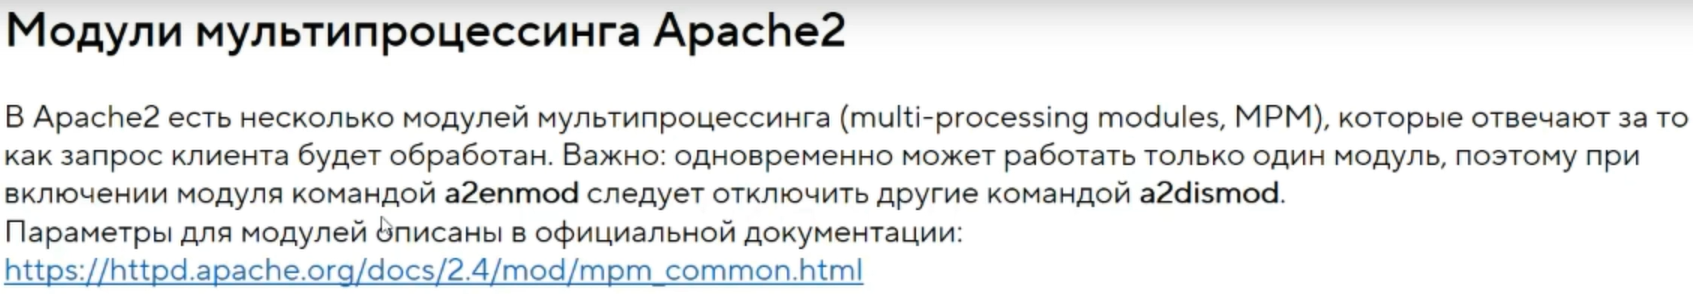 Модули мультипроцессинга Apache2
В Apache2 есть несколько модулей мультипроцессинга (multi-processing modules, MPM), которые отвечают за то
как запрос клиента будет обработан. Важно: одновременно может работать только один модуль, поэтому при
включении модуля командой a2enmod следует отключить другие командой a2dismod.
Параметры для модулей описаны в официальной документации:
https://httpd.apache.org/docs/2.4/mod/mpm_common.html